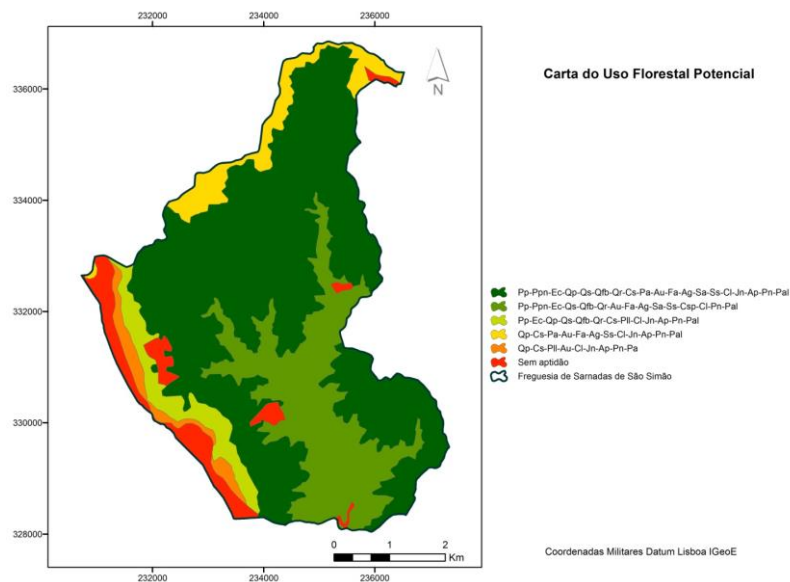 232000 234000 236000
336000
N
Carta do Uso Florestal Potencial
334000
332000
330000
328000
Pp-Ppn-Ec-Qp-Qs-Qfb-Qr-Cs-Pa-Au-Fa-Ag-Sa-Ss-Cl-Jn-Ap-Pn-Pal
Pp-Ppn-Ec-Qs-Qfb-Qr-Au-Fa-Ag-Sa-Ss-Csp-Cl-Pn-Pal
Pp-Ec-Qp-Qs-Qfb-Qr-Cs-Pll-Cl-Jn-Ap-Pn-Pal
Qp-Cs-Pa-Au-Fa-Ag-Ss-Cl-Jn-Ap-Pn-Pal
Qp-Cs-Pll-Au-Cl-Jn-Ap-Pn-Pa
Sem aptidão
Freguesia de Sarnadas de São Simão
0 1 2
Km
Coordenadas Militares Datum Lisboa IGeoE
232000 234000 236000